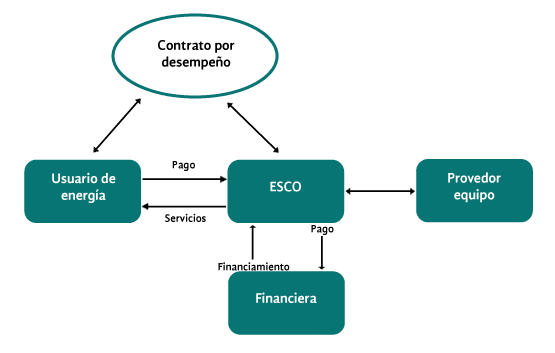 Contrato por
desempeño
Usuario de
energía
Pago
Servicios
ESCO
Provedor
equipo
Pago
Financiamiento
Financiera